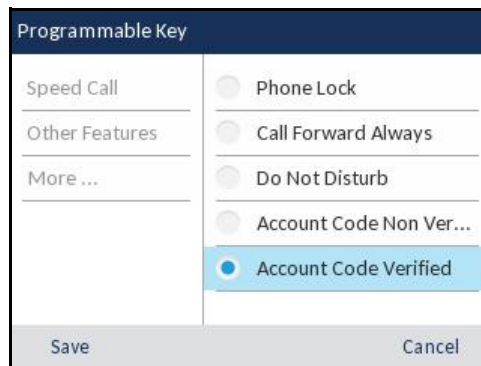 Programmable Key
Speed Call
Other Features
More ...
Phone Lock
Call Forward Always
Do Not Disturb
Account Code Non Ver...
Account Code Verified
Save
Cancel